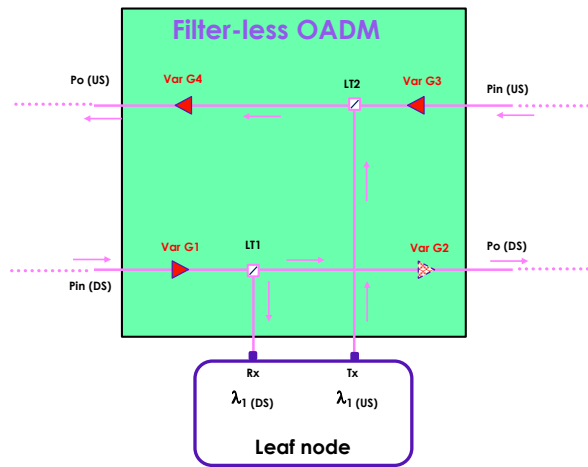 Filter-less OADM
Po (US)
Var G4
LT2
Var G3
Pin (US)
Var G1
LT1
Var G2
Po (DS)
Pin (DS)
Rx
Tx
λ1 (DS)
λ1 (US)
Leaf node